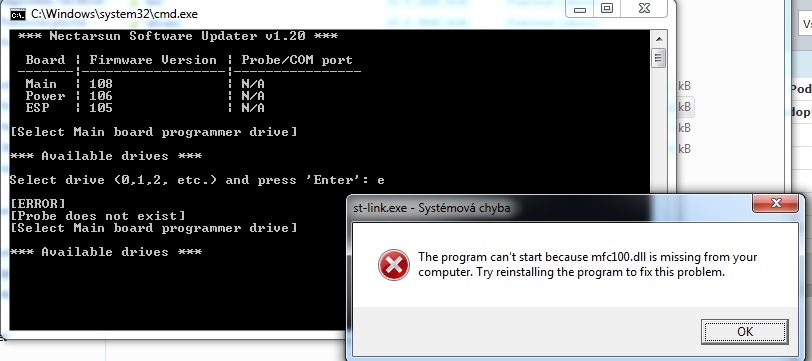 C:\Windows\system32\cmd.exe
*** Nectarsun Software Updater v1.20 ***
Board ¦ Firmware Version ¦ Probe/COM port
-------¦------------------¦----------------
Main ¦ 108 ¦ N/A
Power ¦ 106 ¦ N/A
ESP ¦ 105 ¦ N/A
[Select Main board programmer drive]
*** Available drives ***
Select drive (0,1,2, etc.) and press 'Enter': e
[ERROR]
[Probe does not exist]
[Select Main board programmer drive]
*** Available drives ***
st-link.exe - Systémová chyba
The program can't start because mfc100.dll is missing from your
computer. Try reinstalling the program to fix this problem.
OK
kB
kB
kB
kB
Pod
dop